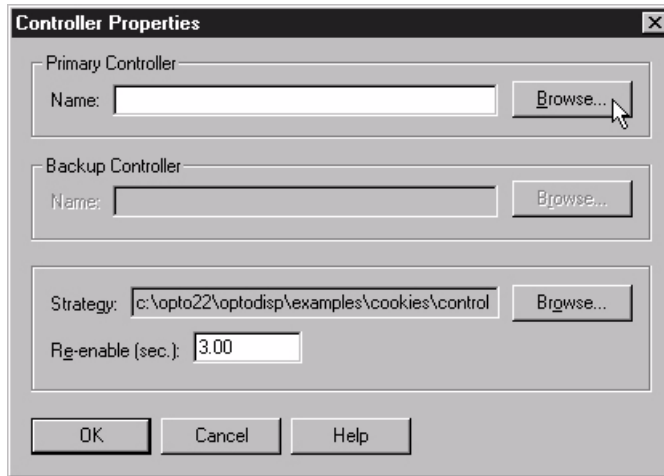 Controller Properties
Primary Controller
Name: Browse...
Backup Controller
Name: Browse...
Strategy: c:\opto22\optodisp\examples\cookies\control Browse...
Re-enable (sec.): 3.00
OK Cancel Help